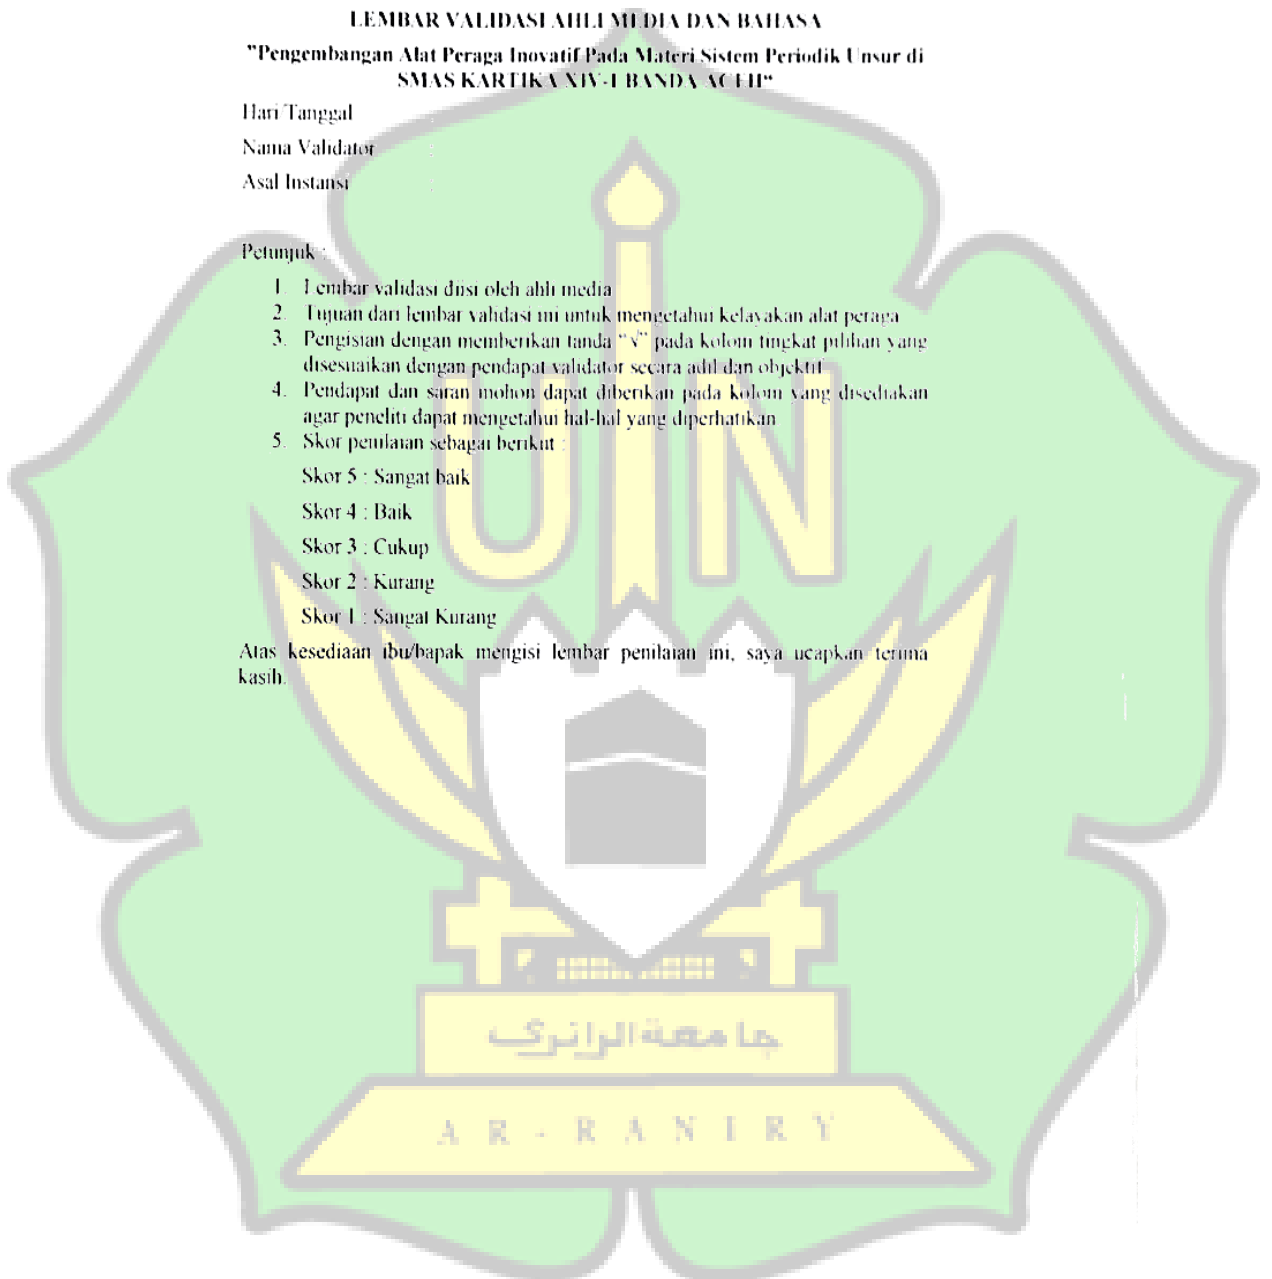 LEMBAR VALIDASI AHLI MEDIA DAN BAHASA
"Pengembangan Alat Peraga Inovatif Pada Materi Sistem Periodik Unsur di
SMAS KARTIKA XIV-I BANDA ACEH"
Hari/Tanggal :
Nama Validator :
Asal Instansi :
Petunjuk :
1. Lembar validasi diisi oleh ahli media
2. Tujuan dari lembar validasi ini untuk mengetahui kelayakan alat peraga
3. Pengisian dengan memberikan tanda "√" pada kolom tingkat pilihan yang
disesuaikan dengan pendapat validator secara adil dan objektif
4. Pendapat dan saran mohon dapat diberikan pada kolom yang disediakan
agar peneliti dapat mengetahui hal-hal yang diperhatikan
5. Skor penilaian sebagai berikut :
Skor 5 : Sangat baik
Skor 4 : Baik
Skor 3 : Cukup
Skor 2 : Kurang
Skor 1 : Sangat Kurang
Atas kesediaan ibu/bapak mengisi lembar penilaian ini, saya ucapkan terima
kasih.
UIN
جامعة الرانري
AR-RANIRY